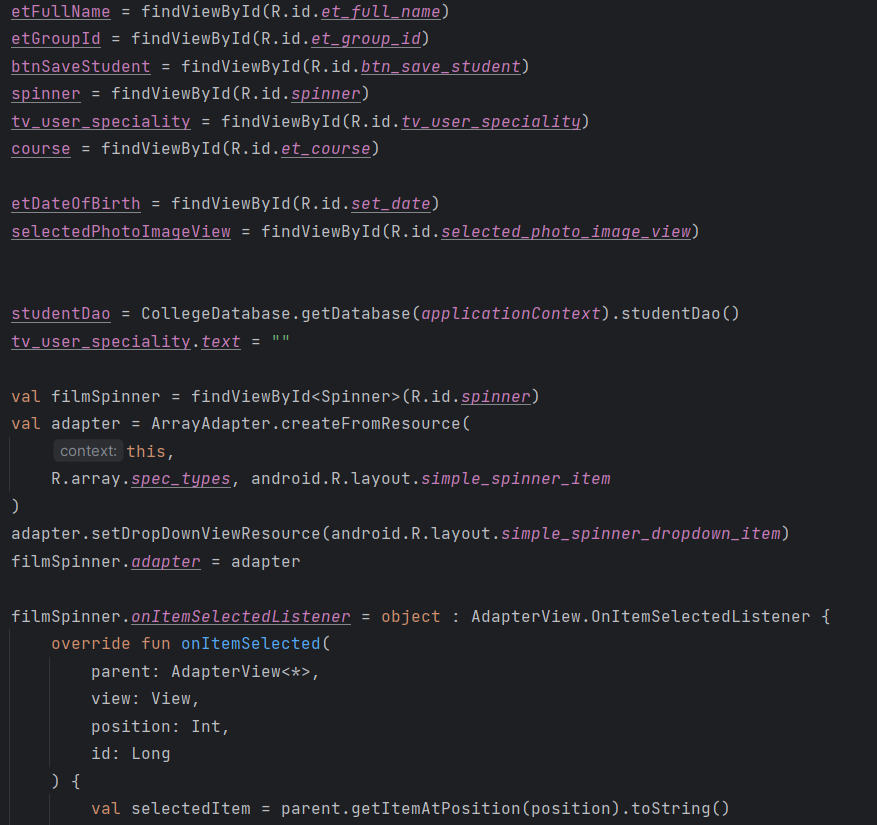 etFullName = findViewById(R.id.et_full_name)
etGroupId = findViewById(R.id.et_group_id)
btnSaveStudent = findViewById(R.id.btn_save_student)
spinner = findViewById(R.id.spinner)
tv_user_speciality = findViewById(R.id.tv_user_speciality)
course = findViewById(R.id.et_course)
etDateOfBirth = findViewById(R.id.set_date)
selectedPhotoImageView = findViewById(R.id.selected_photo_image_view)
studentDao = CollegeDatabase.getDatabase(applicationContext).studentDao()
tv_user_speciality.text = ""
val filmSpinner = findViewById<Spinner>(R.id.spinner)
val adapter = ArrayAdapter.createFromResource(
context: this,
R.array.spec_types, android.R.layout.simple_spinner_item
)
adapter.setDropDownViewResource(android.R.layout.simple_spinner_dropdown_item)
filmSpinner.adapter = adapter
filmSpinner.onItemSelectedListener = object : AdapterView.OnItemSelectedListener {
override fun onItemSelected(
parent: AdapterView<*>,
view: View,
position: Int,
id: Long
) {
val selectedItem = parent.getItemAtPosition(position).toString()